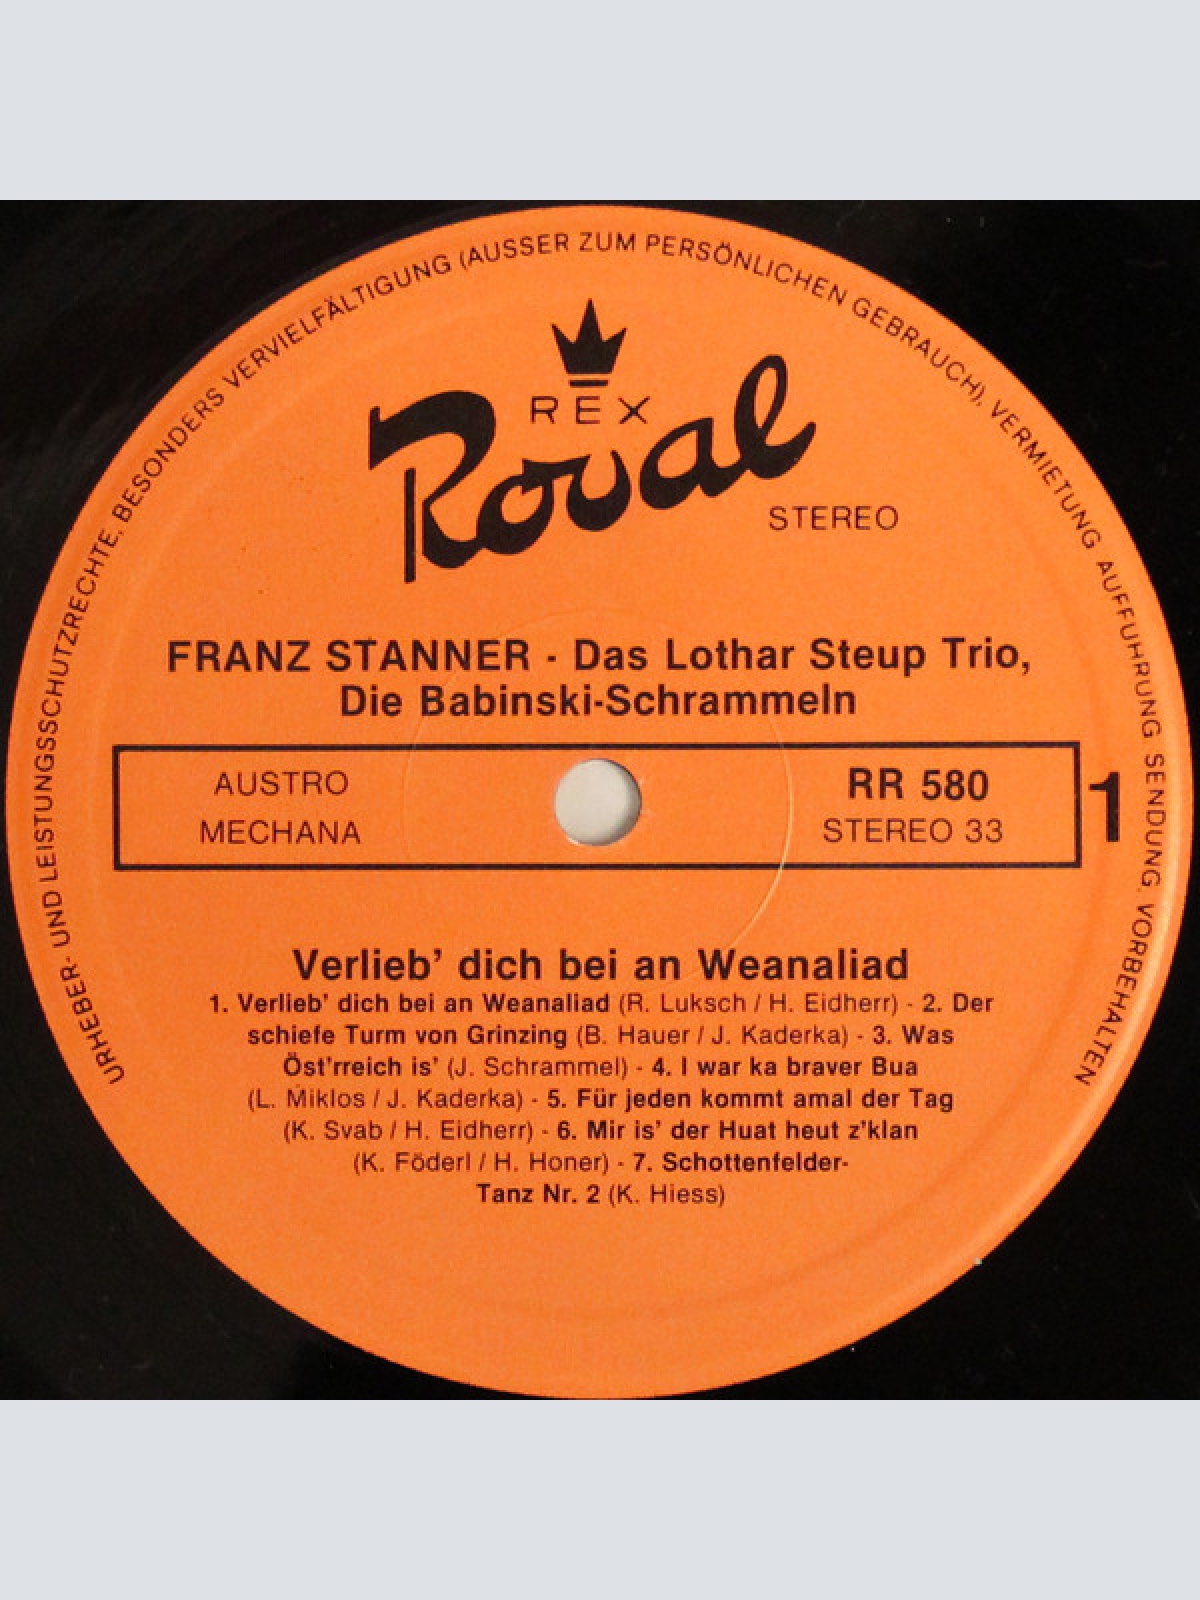 URHEBER- UND LEISTUNGSSCHUTZRECHTE, BESONDERS VERVIELFÄLTIGUNG (AUSSER ZUM PERSÖNLICHEN GEBRAUCH), VERMIETUNG AUFFÜHRUNG SENDUNG, VORBEHALTEN
REX
Royal
STEREO
FRANZ STANNER - Das Lothar Steup Trio,
Die Babinski-Schrammeln
AUSTRO
MECHANA
RR 580
STEREO 33
1
Verlieb' dich bei an Weanaliad
1. Verlieb' dich bei an Weanaliad (R. Luksch / H. Eidherr) - 2. Der
schiefe Turm von Grinzing (B. Hauer / J. Kaderka) - 3. Was
Öst'rreich is' (J. Schrammel) - 4. I war ka braver Bua
(L. Miklos / J. Kaderka) - 5. Für jeden kommt amal der Tag
(K. Svab / H. Eidherr) - 6. Mir is' der Huat heut z'klan
(K. Föderl / H. Honer) - 7. Schottenfelder-
Tanz Nr. 2 (K. Hiess)